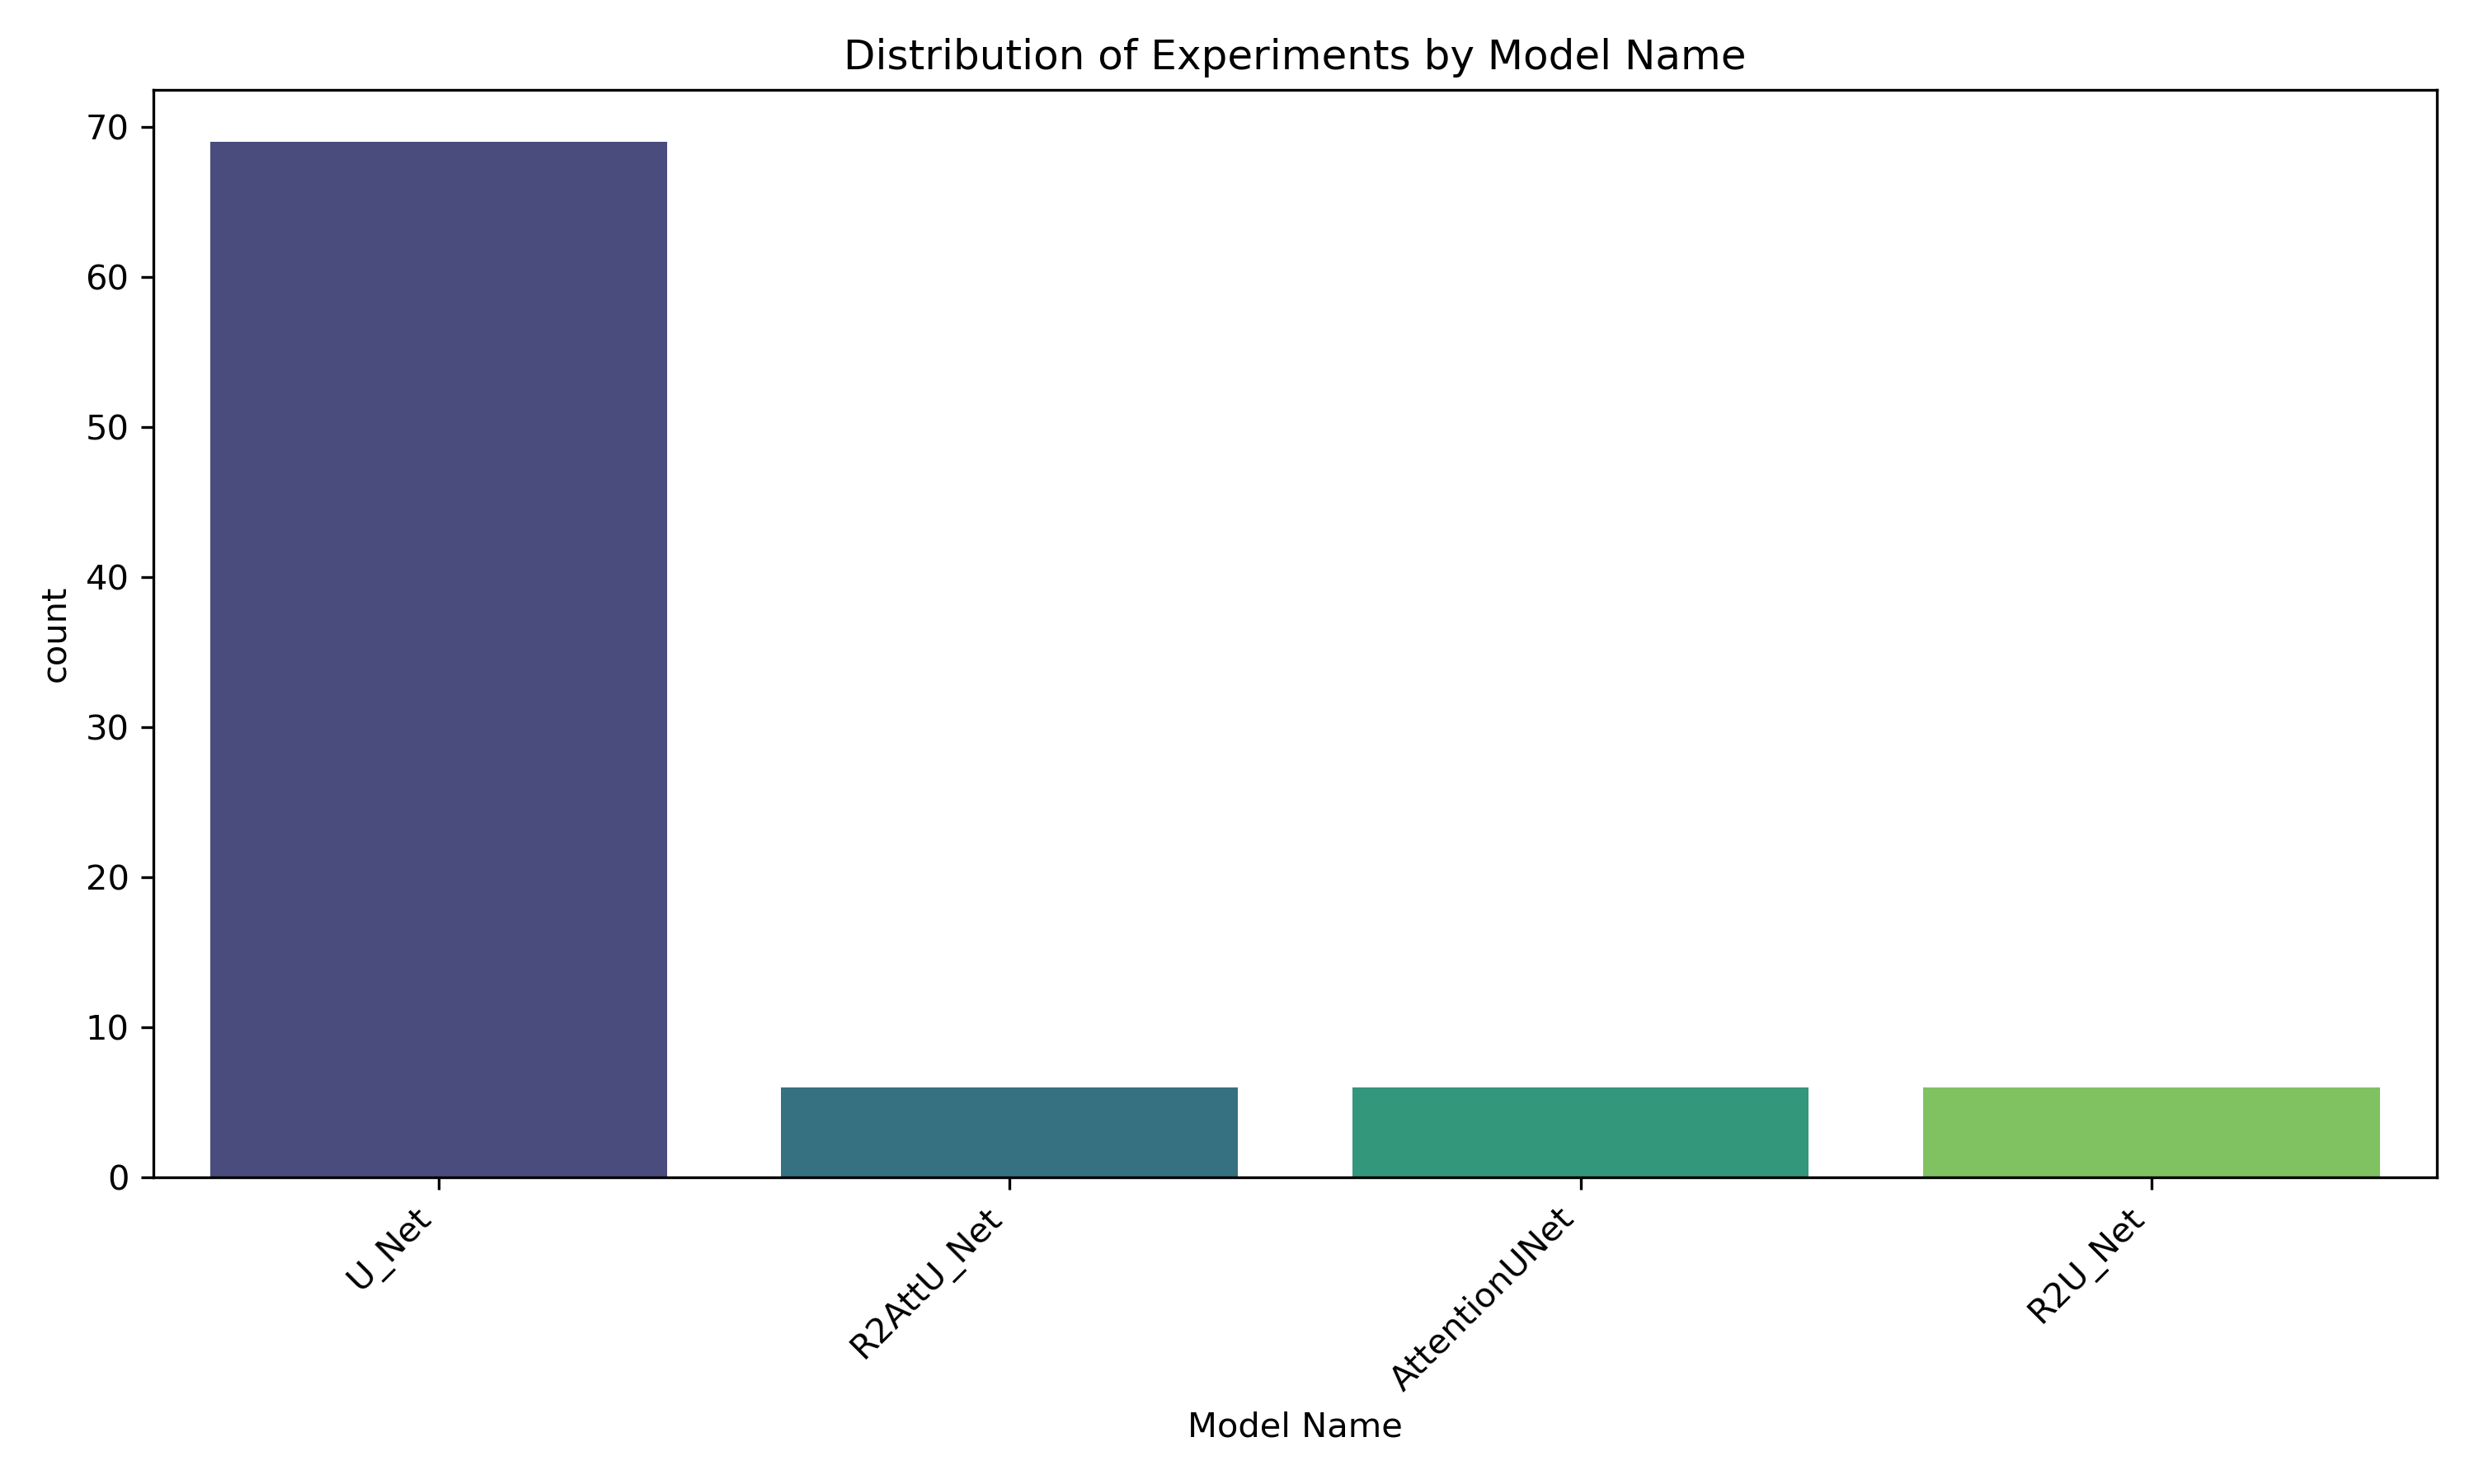 Distribution of Experiments by Model Name
70
60
50
40
30
20
10
0
count
U_Net
R2AttU_Net
AttentionUNet
R2U_Net
Model Name